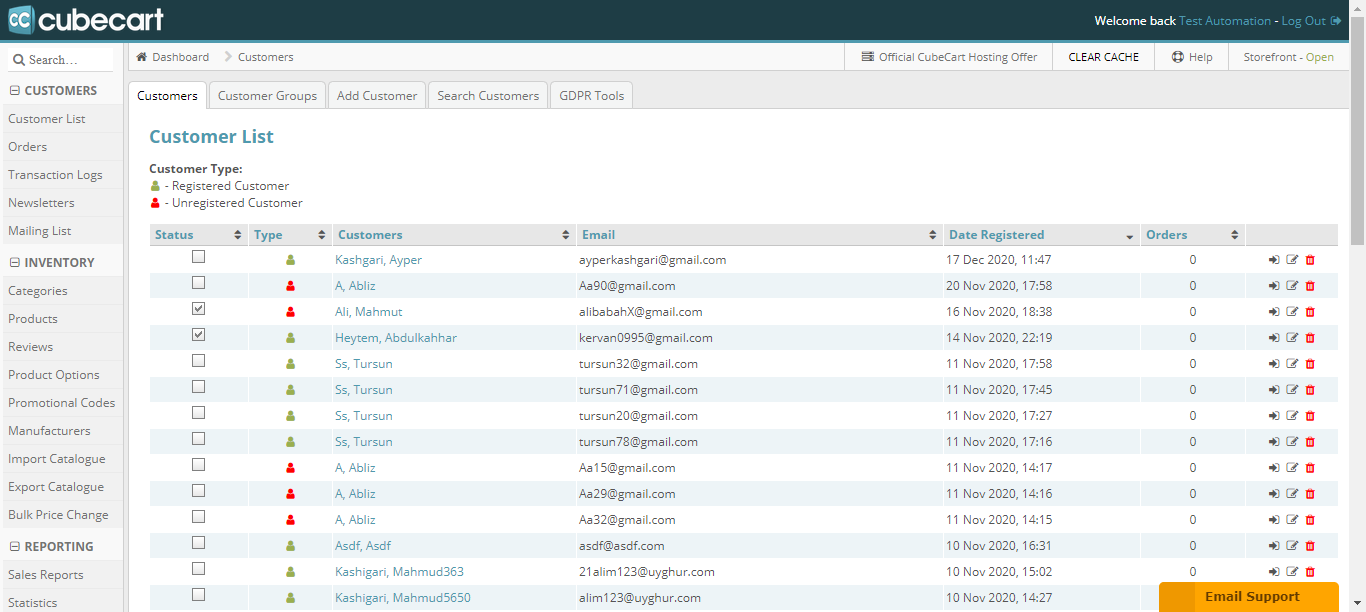 cc cubecart
Welcome back Test Automation - Log Out
Search...
Dashboard Customers Official CubeCart Hosting Offer CLEAR CACHE Help Storefront - Open
CUSTOMERS
Customer List
Orders
Transaction Logs
Newsletters
Mailing List
INVENTORY
Categories
Products
Reviews
Product Options
Promotional Codes
Manufacturers
Import Catalogue
Export Catalogue
Bulk Price Change
REPORTING
Sales Reports
Statistics
Customers Customer Groups Add Customer Search Customers GDPR Tools
Customer List
Customer Type:
- Registered Customer
- Unregistered Customer
Status Type Customers Email Date Registered Orders
Kashgari, Ayper ayperkashgari@gmail.com 17 Dec 2020, 11:47 0
A, Abliz Aa90@gmail.com 20 Nov 2020, 17:58 0
Ali, Mahmut alibabahX@gmail.com 16 Nov 2020, 18:38 0
Heytem, Abdulkahhar kervan0995@gmail.com 14 Nov 2020, 22:19 0
Ss, Tursun tursun32@gmail.com 11 Nov 2020, 17:58 0
Ss, Tursun tursun71@gmail.com 11 Nov 2020, 17:45 0
Ss, Tursun tursun20@gmail.com 11 Nov 2020, 17:27 0
Ss, Tursun tursun78@gmail.com 11 Nov 2020, 17:16 0
A, Abliz Aa15@gmail.com 11 Nov 2020, 14:17 0
A, Abliz Aa29@gmail.com 11 Nov 2020, 14:16 0
A, Abliz Aa32@gmail.com 11 Nov 2020, 14:15 0
Asdf, Asdf asdf@asdf.com 10 Nov 2020, 16:31 0
Kashigari, Mahmud363 21alim123@uyghur.com 10 Nov 2020, 15:02 0
Kashigari, Mahmud5650 alim123@uyghur.com 10 Nov 2020, 14:27
Email Support